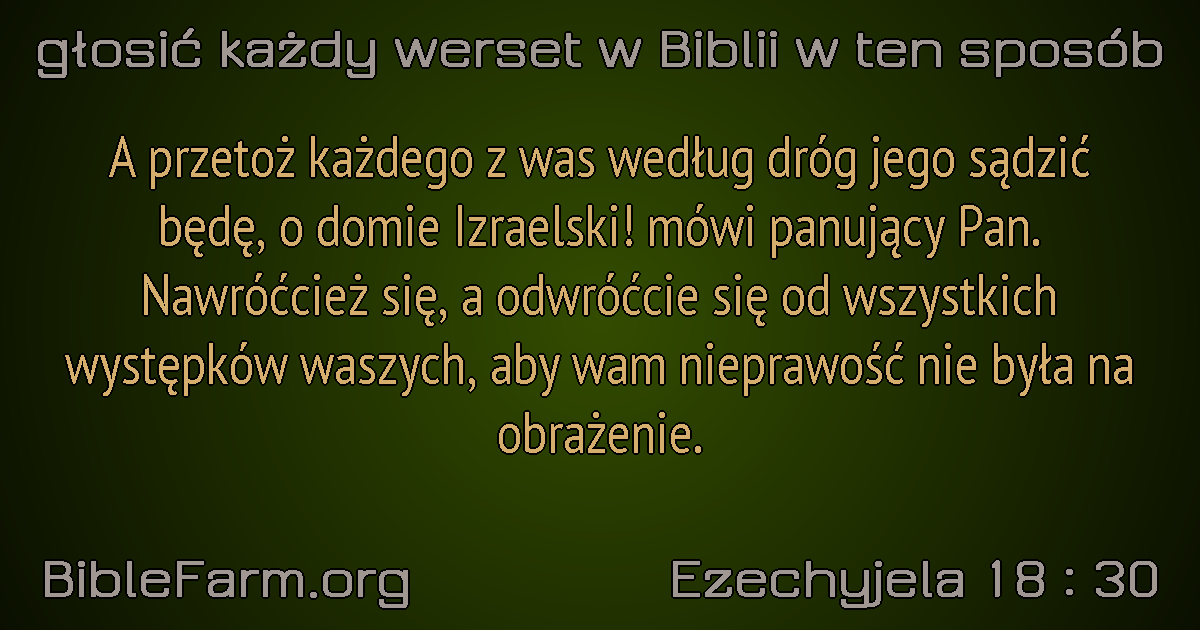 głosić każdy werset w Biblii w ten sposób
A przetoż każdego z was według dróg jego sądzić
będę, o domie Izraelski! mówi panujący Pan.
Nawróćcież się, a odwróćcie się od wszystkich
występków waszych, aby wam nieprawość nie była na
obrażenie.
BibleFarm.org
Ezechyjela 18 : 30